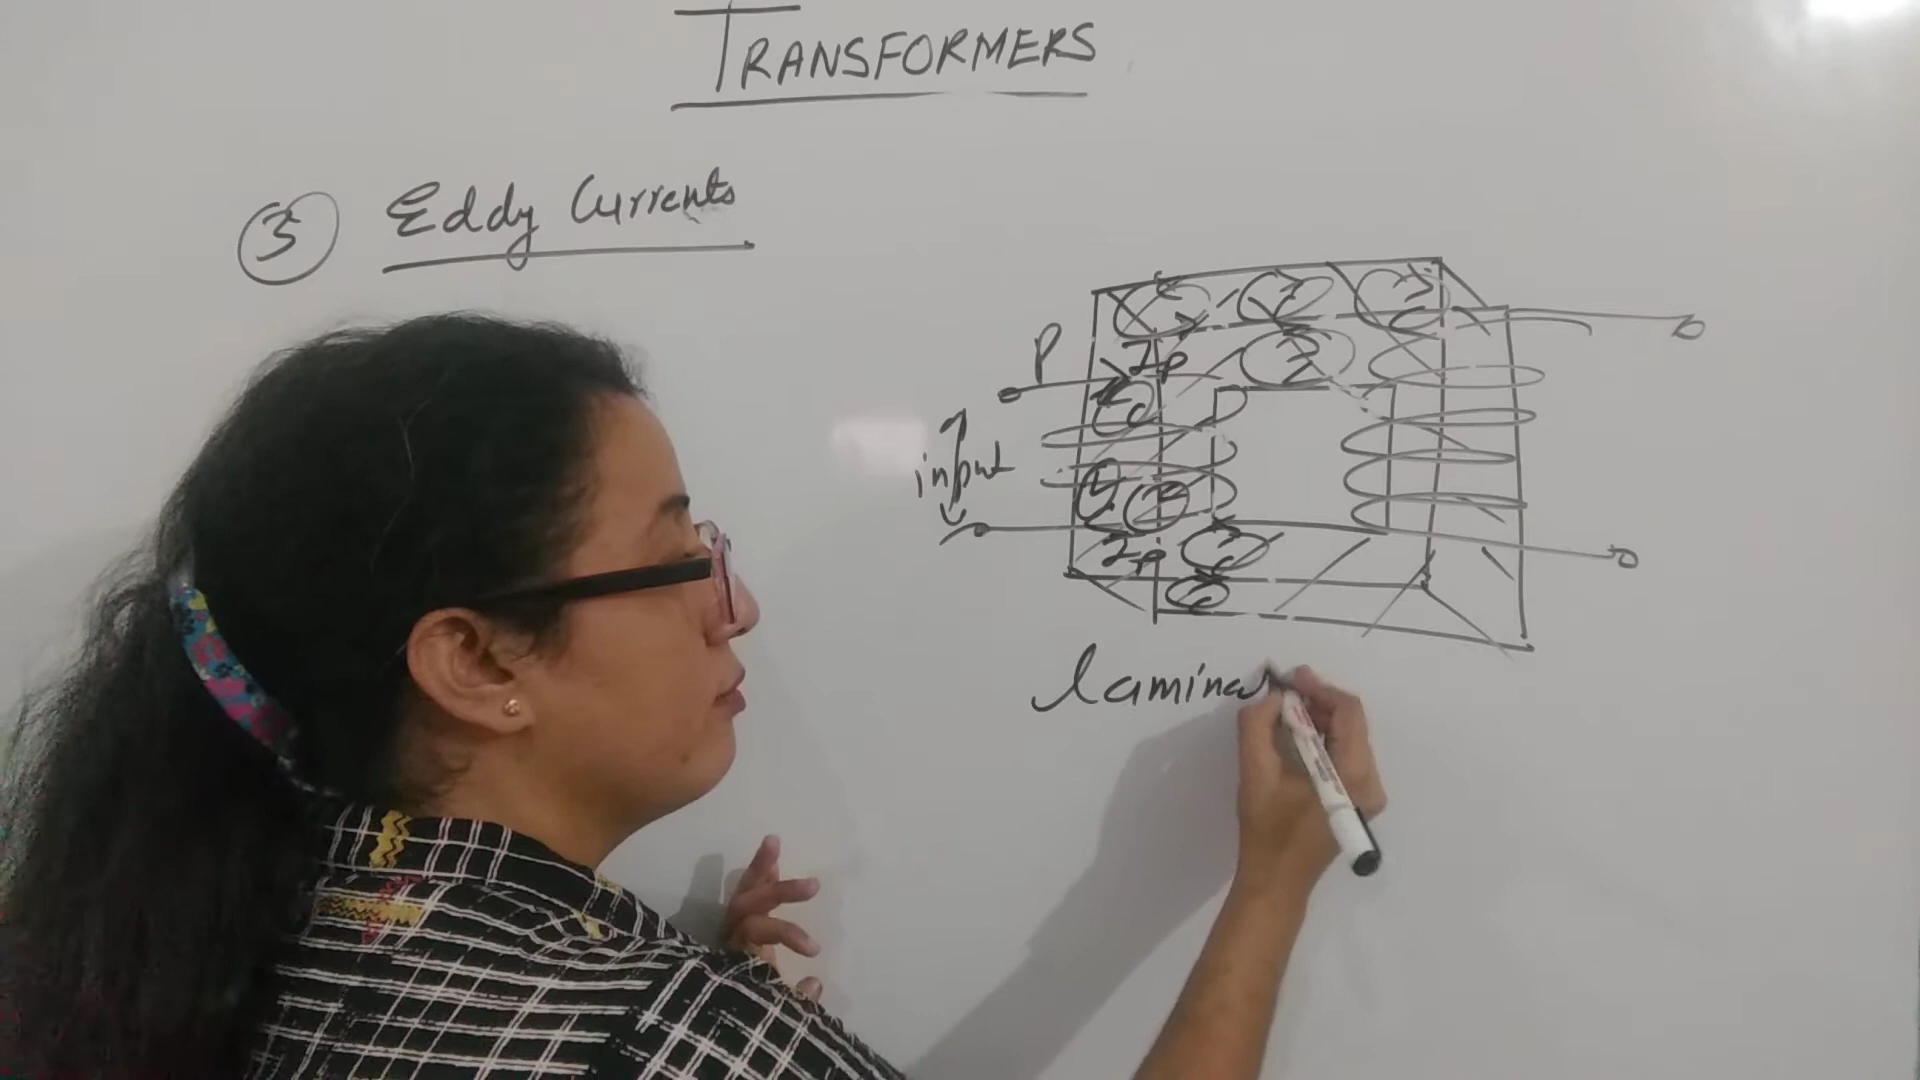 TRANSFORMERS
3 Eddy Currents
P
Ip
input
Ip
lamina